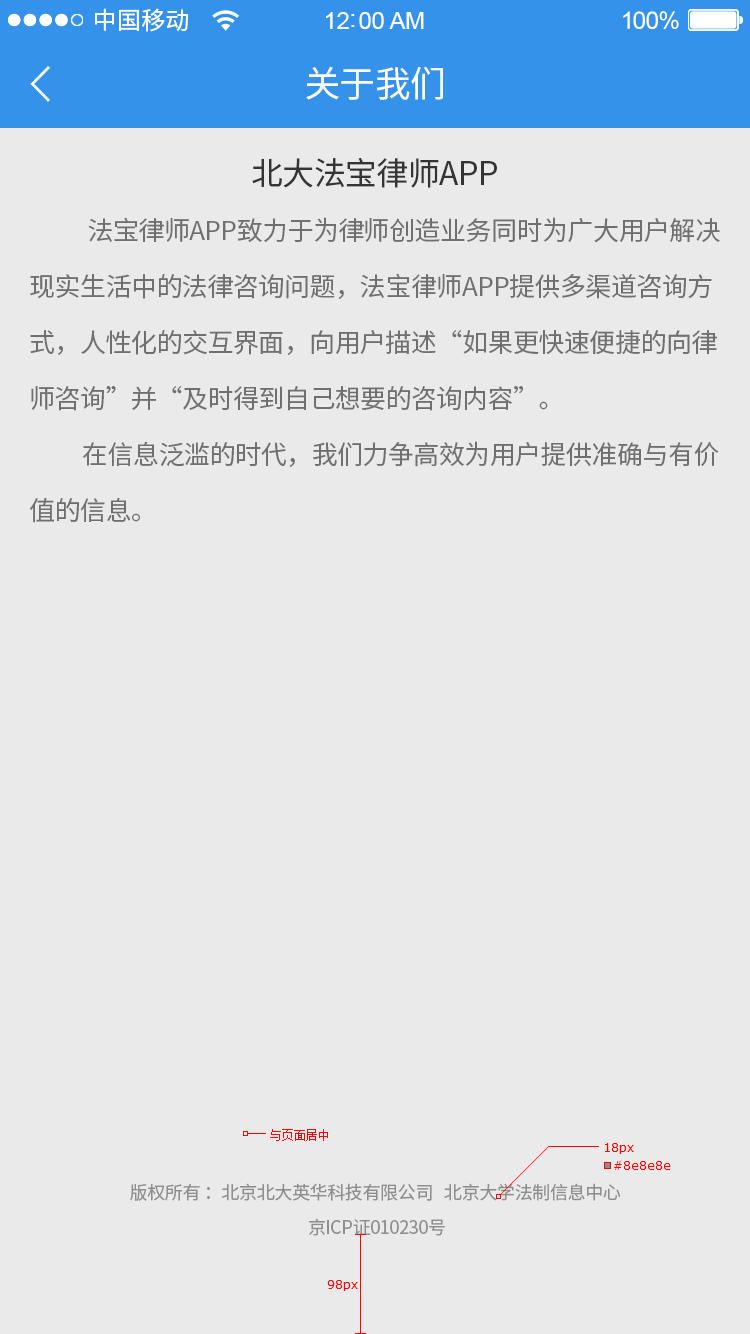 中国移动 12:00 AM 100%
关于我们
北大法宝律师APP
法宝律师APP致力于为律师创造业务同时为广大用户解决
现实生活中的法律咨询问题，法宝律师APP提供多渠道咨询方
式，人性化的交互界面，向用户描述“如果更快速便捷的向律
师咨询”并“及时得到自己想要的咨询内容”。
在信息泛滥的时代，我们力争高效为用户提供准确与有价
值的信息。
与页面居中
18px
#8e8e8e
版权所有：北京北大英华科技有限公司 北京大学法制信息中心
京ICP证010230号
98px